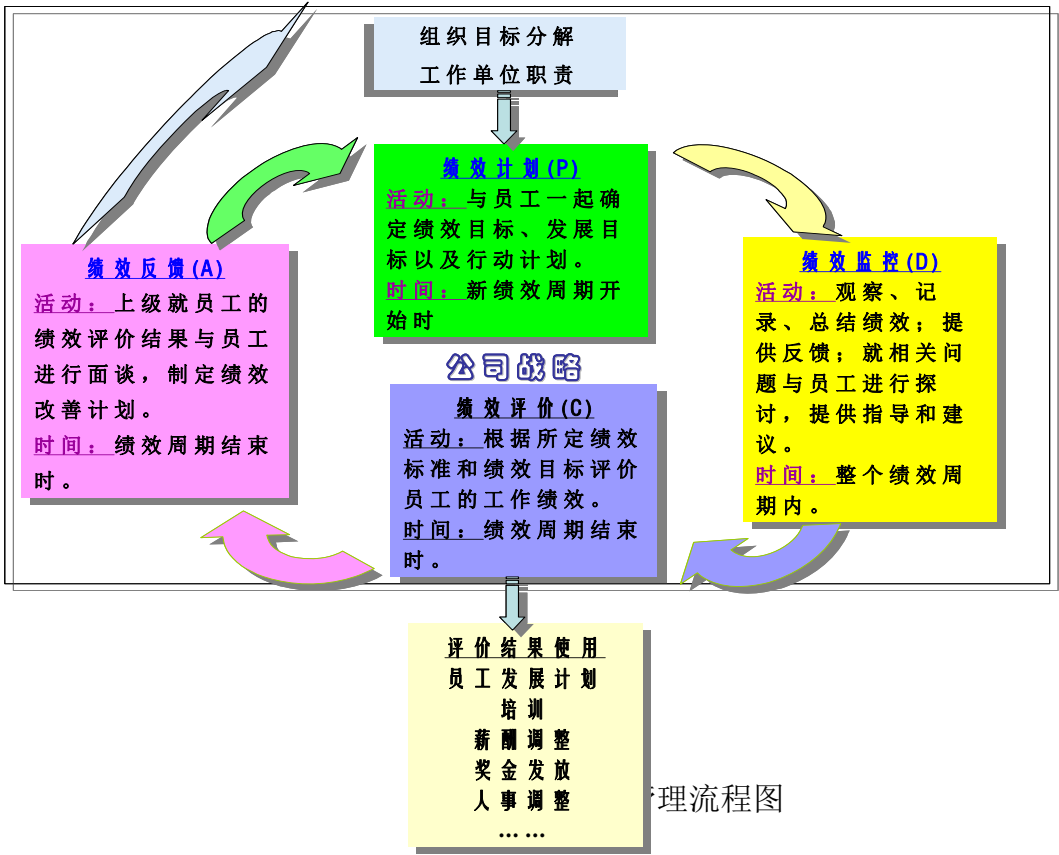 组织目标分解
工作单位职责
绩效计划(P)
活动：与员工一起确
定绩效目标、发展目
标以及行动计划。
时间：新绩效周期开
始时
绩效反馈(A)
活动：上级就员工的
绩效评价结果与员工
进行面谈，制定绩效
改善计划。
时间：绩效周期结束
时。
绩效监控(D)
活动：观察、记
录、总结绩效；提
供反馈；就相关问
题与员工进行探
讨，提供指导和建
议。
时间：整个绩效周
期内。
公司战略
绩效评价(C)
活动：根据所定绩效
标准和绩效目标评价
员工的工作绩效。
时间：绩效周期结束
时。
评价结果使用
员工发展计划
培训
薪酬调整
奖金发放
人事调整
……
理流程图